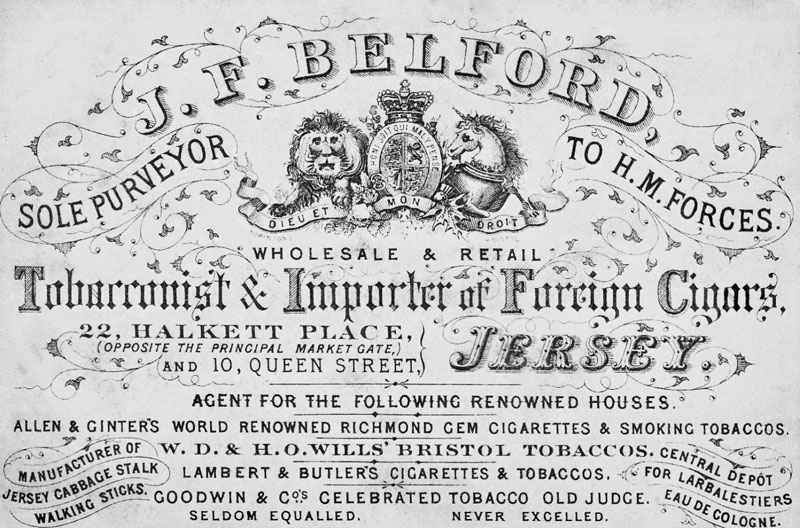 J. F. BELFORD,
SOLE PURVEYOR
TO H.M. FORCES.
HONI SOIT QUI MAL Y PENSE
DIEU ET MON DROIT
WHOLESALE & RETAIL
Tobacconist & Importer of Foreign Cigars,
22, HALKETT PLACE,
(OPPOSITE THE PRINCIPAL MARKET GATE,)
AND 10, QUEEN STREET,
JERSEY.
AGENT FOR THE FOLLOWING RENOWNED HOUSES.
ALLEN & GINTER'S WORLD RENOWNED RICHMOND GEM CIGARETTES & SMOKING TOBACCOS.
W. D. & H. O. WILLS' BRISTOL TOBACCOS.
LAMBERT & BUTLER'S CIGARETTES & TOBACCOS.
GOODWIN & Co's CELEBRATED TOBACCO OLD JUDGE.
SELDOM EQUALLED. NEVER EXCELLED.
MANUFACTURER OF
JERSEY CABBAGE STALK
WALKING STICKS.
CENTRAL DEPÔT
FOR LARBALESTIERS
EAU DE COLOGNE.